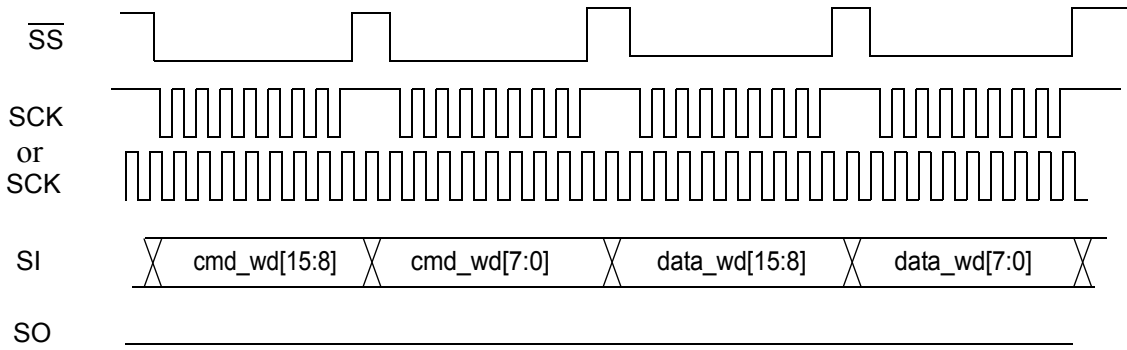 SS
SCK
or
SCK
SI cmd_wd[15:8] cmd_wd[7:0] data_wd[15:8] data_wd[7:0]
SO